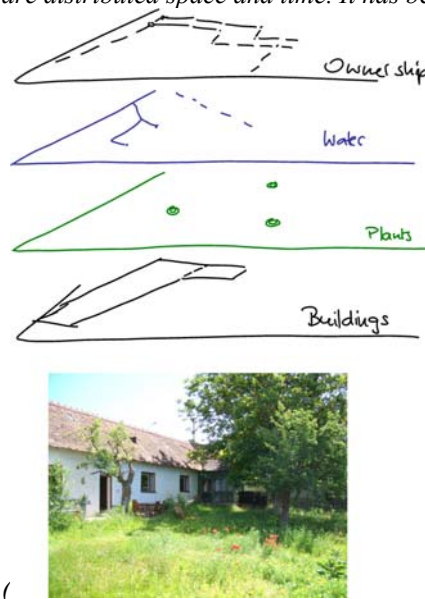 are distributed space and time. It has be
Ownership
Water
Plants
Buildings
(